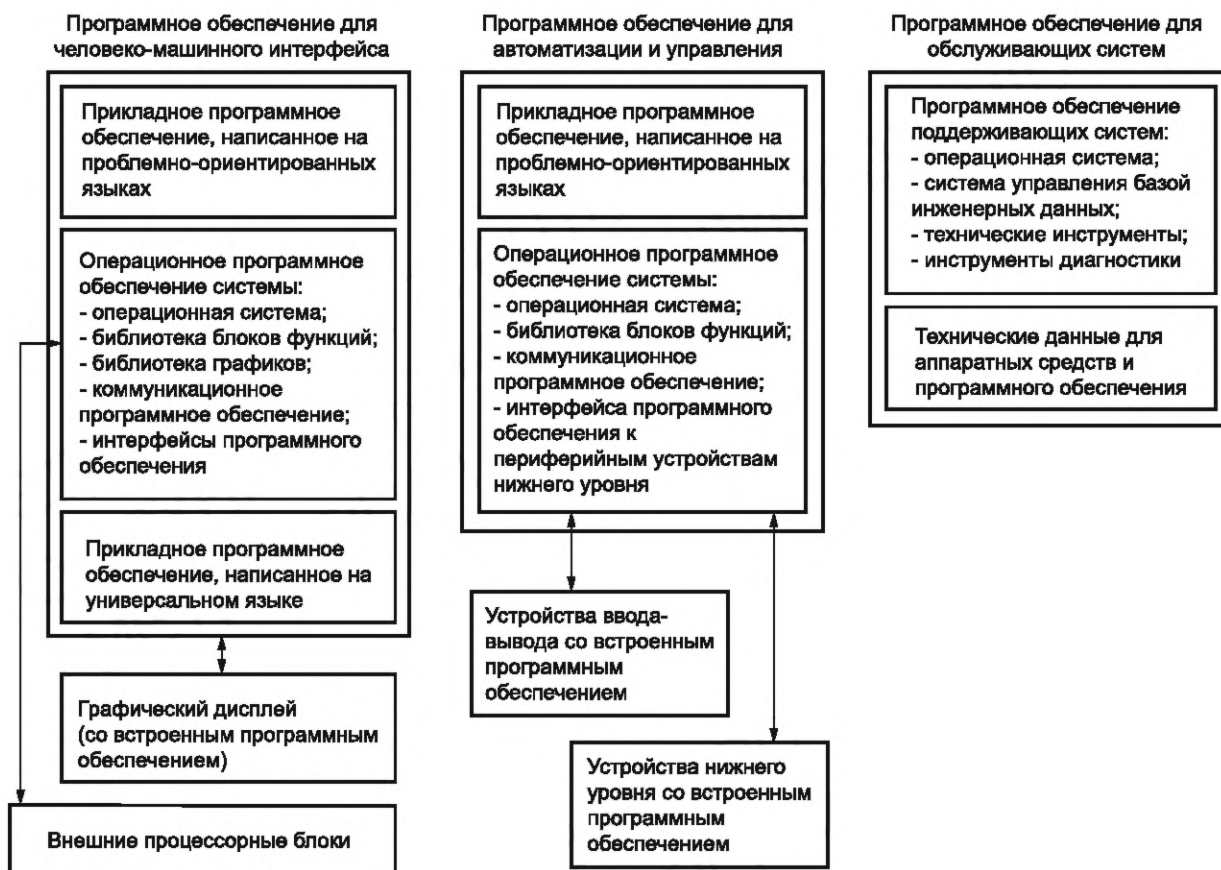 Программное обеспечение для
человеко-машинного интерфейса
Прикладное программное
обеспечение, написанное на
проблемно-ориентированных
языках
Операционное программное
обеспечение системы:
- операционная система;
- библиотека блоков функций;
- библиотека графиков;
- коммуникационное
программное обеспечение;
- интерфейсы программного
обеспечения
Прикладное программное
обеспечение, написанное на
универсальном языке
Графический дисплей
(со встроенным программным
обеспечением)
Внешние процессорные блоки
Программное обеспечение для
автоматизации и управления
Прикладное программное
обеспечение, написанное на
проблемно-ориентированных
языках
Операционное программное
обеспечение системы:
- операционная система;
- библиотека блоков функций;
- коммуникационное
программное обеспечение;
- интерфейса программного
обеспечения к
периферийным устройствам
нижнего уровня
Устройства ввода-
вывода со встроенным
программным
обеспечением
Устройства нижнего
уровня со встроенным
программным
обеспечением
Программное обеспечение для
обслуживающих систем
Программное обеспечение
поддерживающих систем:
- операционная система;
- система управления базой
инженерных данных;
- технические инструменты;
- инструменты диагностики
Технические данные для
аппаратных средств и
программного обеспечения